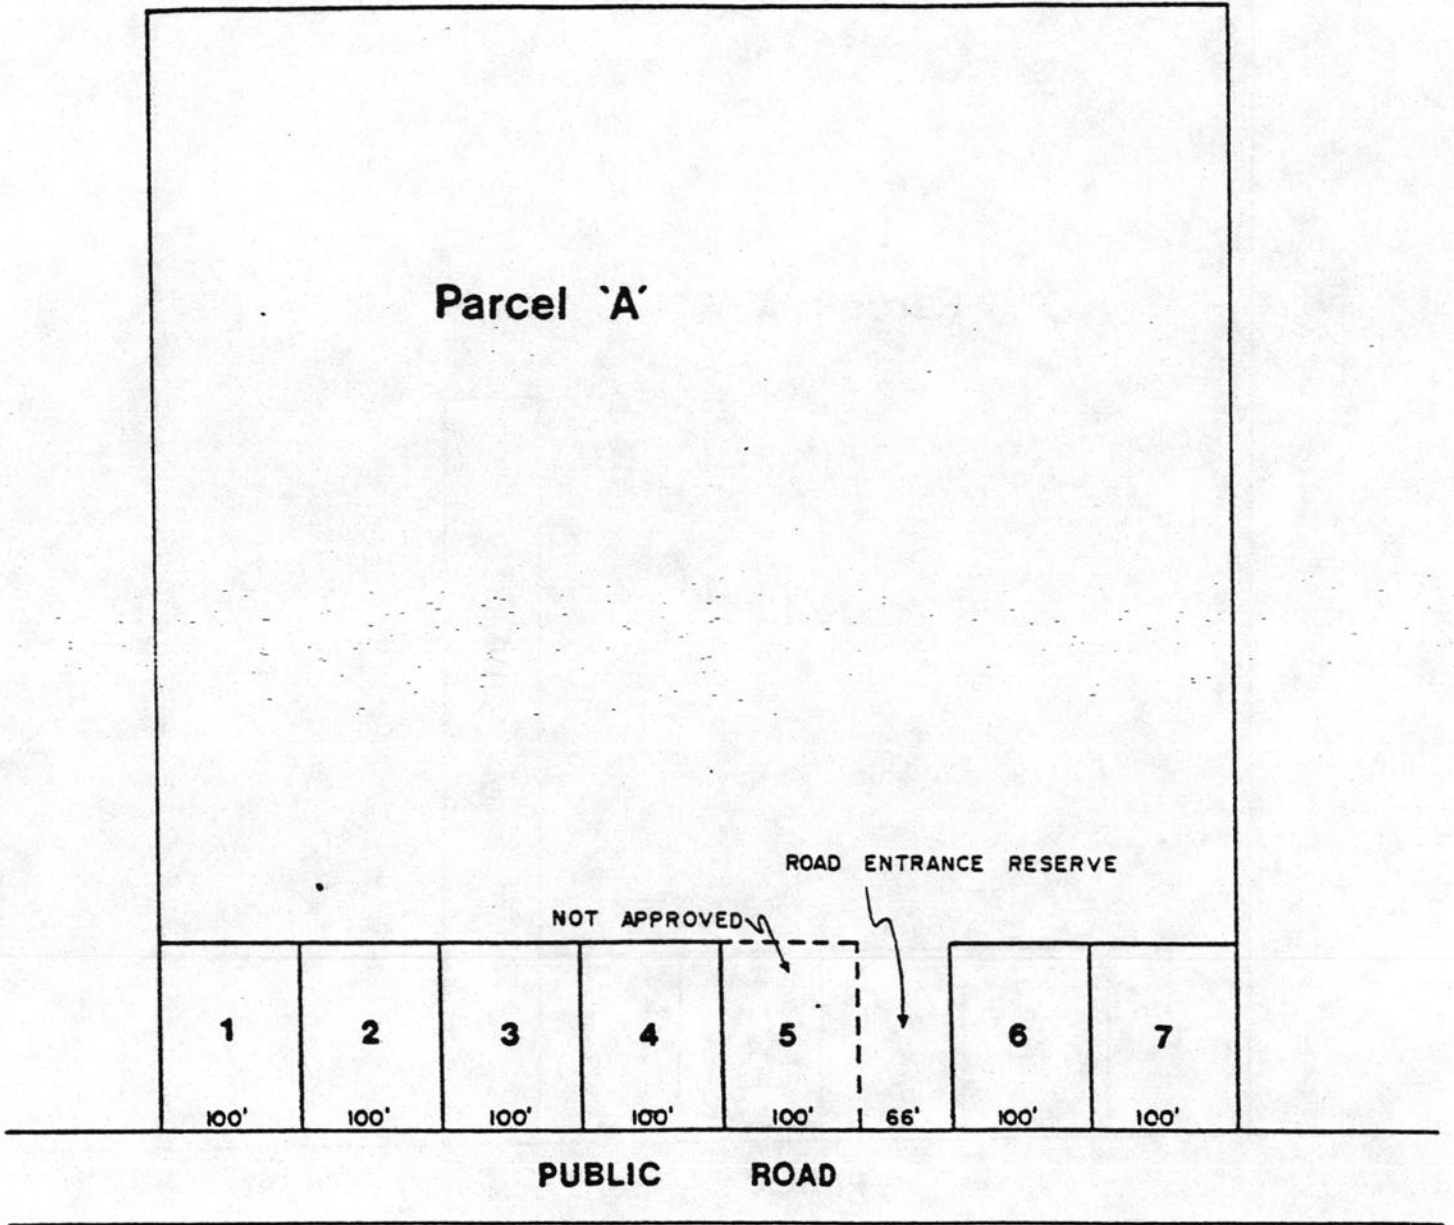 Parcel `A´
ROAD ENTRANCE RESERVE
NOT APPROVED
1 2 3 4 5 6 7
100' 100' 100' 100' 100' 66' 100' 100'
PUBLIC ROAD